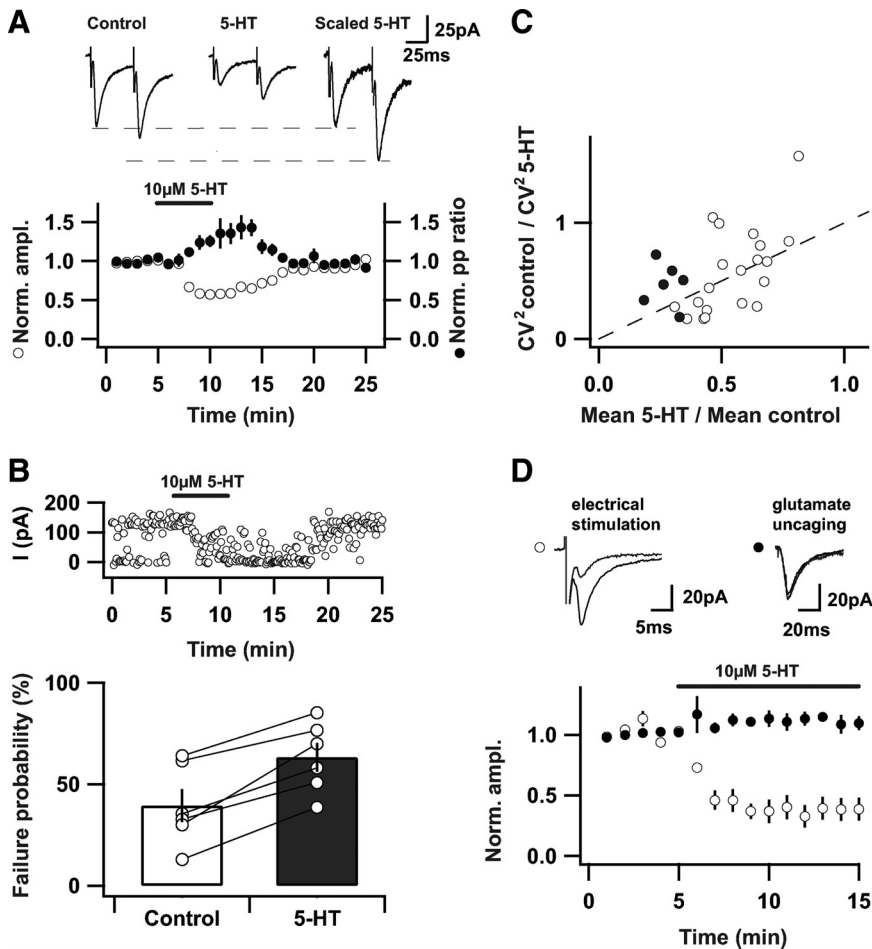 A
Control
5-HT
Scaled 5-HT
25pA
25ms
10µM 5-HT
Norm. ampl.
1.5
1.0
0.5
0.0
1.5
1.0
0.5
0.0
Norm. pp ratio
0 5 10 15 20 25
Time (min)
B
10µM 5-HT
I (pA)
200
100
0
0 5 10 15 20 25
Time (min)
Failure probability (%)
100
50
0
Control 5-HT
C
CV² control / CV² 5-HT
1
0
0.0 0.5 1.0
Mean 5-HT / Mean control
D
electrical
stimulation
20pA
5ms
glutamate
uncaging
20pA
20ms
10µM 5-HT
Norm. ampl.
1.0
0.5
0.0
0 5 10 15
Time (min)